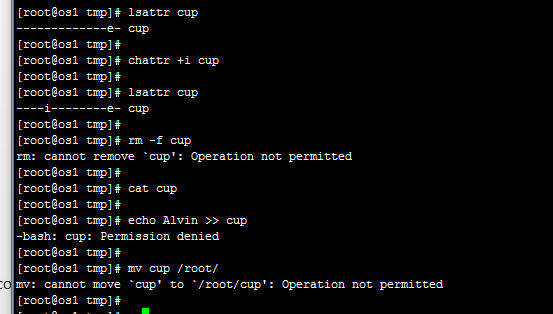 [root@os1 tmp]# lsattr cup
-------------e- cup
[root@os1 tmp]#
[root@os1 tmp]# chattr +i cup
[root@os1 tmp]#
[root@os1 tmp]# lsattr cup
----i--------e- cup
[root@os1 tmp]#
[root@os1 tmp]# rm -f cup
rm: cannot remove `cup': Operation not permitted
[root@os1 tmp]#
[root@os1 tmp]# cat cup
[root@os1 tmp]#
[root@os1 tmp]# echo Alvin >> cup
-bash: cup: Permission denied
[root@os1 tmp]#
[root@os1 tmp]# mv cup /root/
co
mv: cannot move `cup' to `/root/cup': Operation not permitted
[root@os1 tmp]#